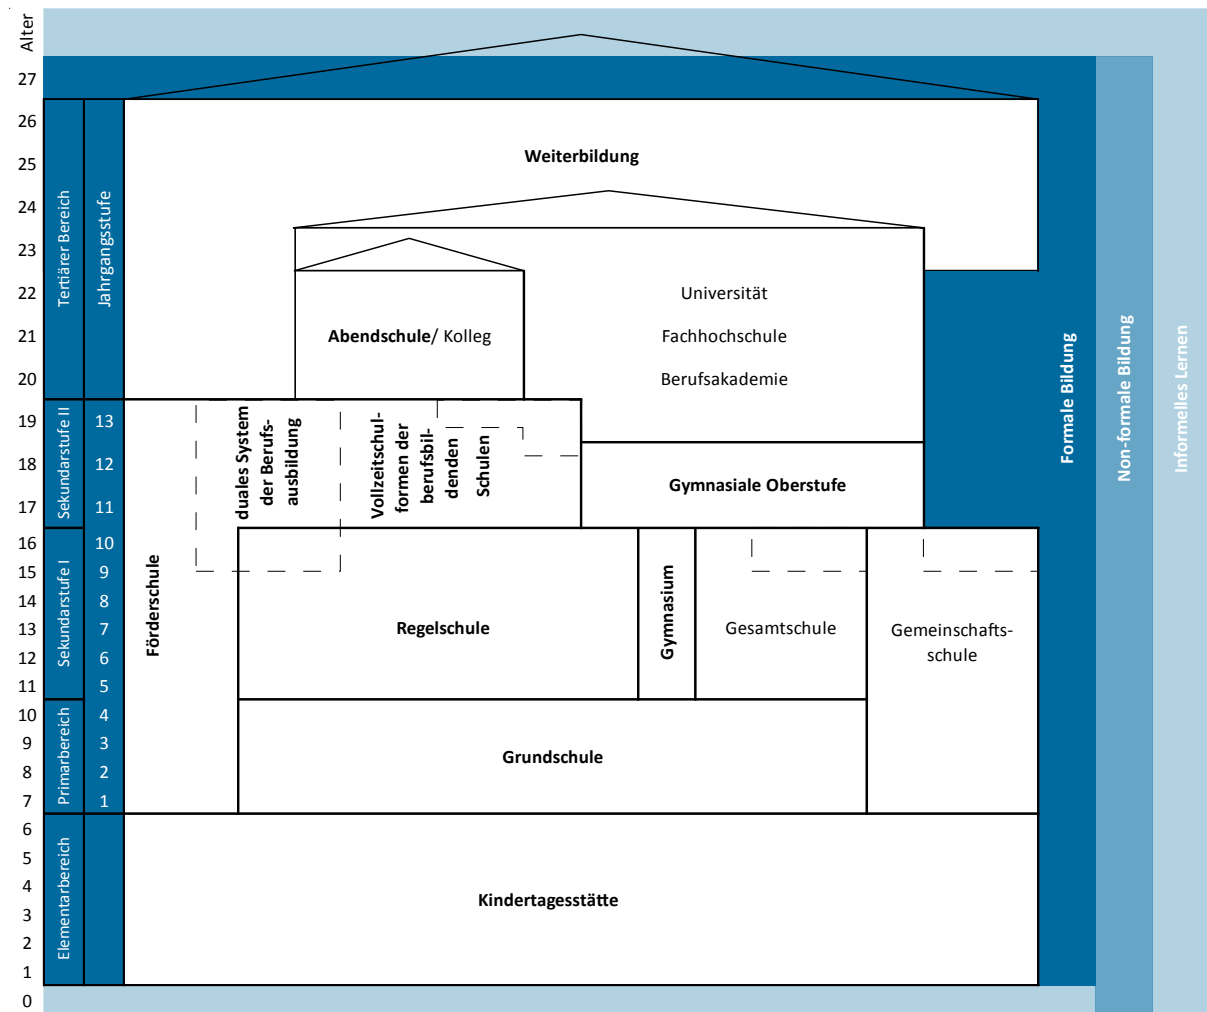 Alter
27
26
25
24
23
22
21
20
19
18
17
16
15
14
13
12
11
10
9
8
7
6
5
4
3
2
1
0
Tertiärer Bereich
Sekundarstufe II
Sekundarstufe I
Primarbereich
Elementarbereich
Jahrgangsstufe
13
12
11
10
9
8
7
6
5
4
3
2
1
Weiterbildung
Abendschule/ Kolleg
Universität
Fachhochschule
Berufsakademie
duales System
der Berufs-
ausbildung
Vollzeitschul-
formen der
berufsbil-
denden
Schulen
Gymnasiale Oberstufe
Förderschule
Regelschule
Gymnasium
Gesamtschule
Gemeinschafts-
schule
Grundschule
Kindertagesstätte
Formale Bildung
Non-formale Bildung
Informelles Lernen